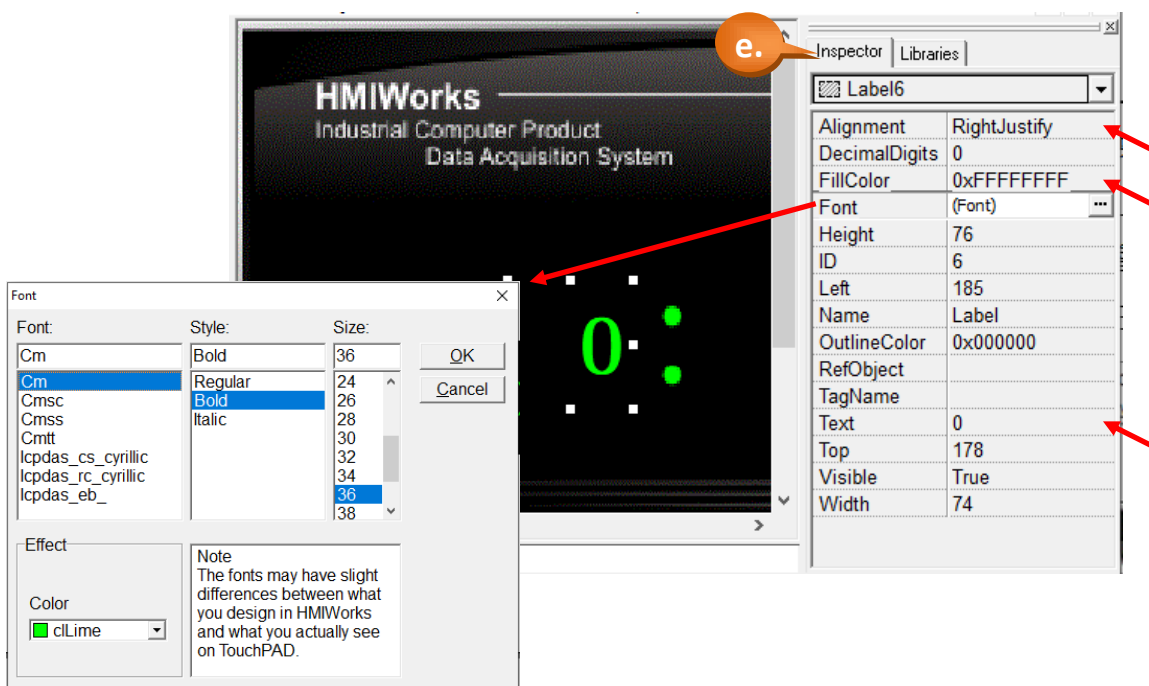 e.
Inspector Libraries
Label6
HMIWorks
Industrial Computer Product
Data Acquisition System
0
Alignment RightJustify
DecimalDigits 0
FillColor 0xFFFFFFFF
Font (Font) ...
Height 76
ID 6
Left 185
Name Label
OutlineColor 0x000000
RefObject
TagName
Text 0
Top 178
Visible True
Width 74
Font
Font: Style: Size:
Cm Bold 36 OK
Cancel
Cm Regular 24
Cmsc Bold 26
Cmss Italic 28
Cmtt 30
Icpdas_cs_cyrillic 32
Icpdas_rc_cyrillic 34
Icpdas_eb_ 36
38
Effect
Color
clLime
Note
The fonts may have slight
differences between what
you design in HMIWorks
and what you actually see
on TouchPAD.